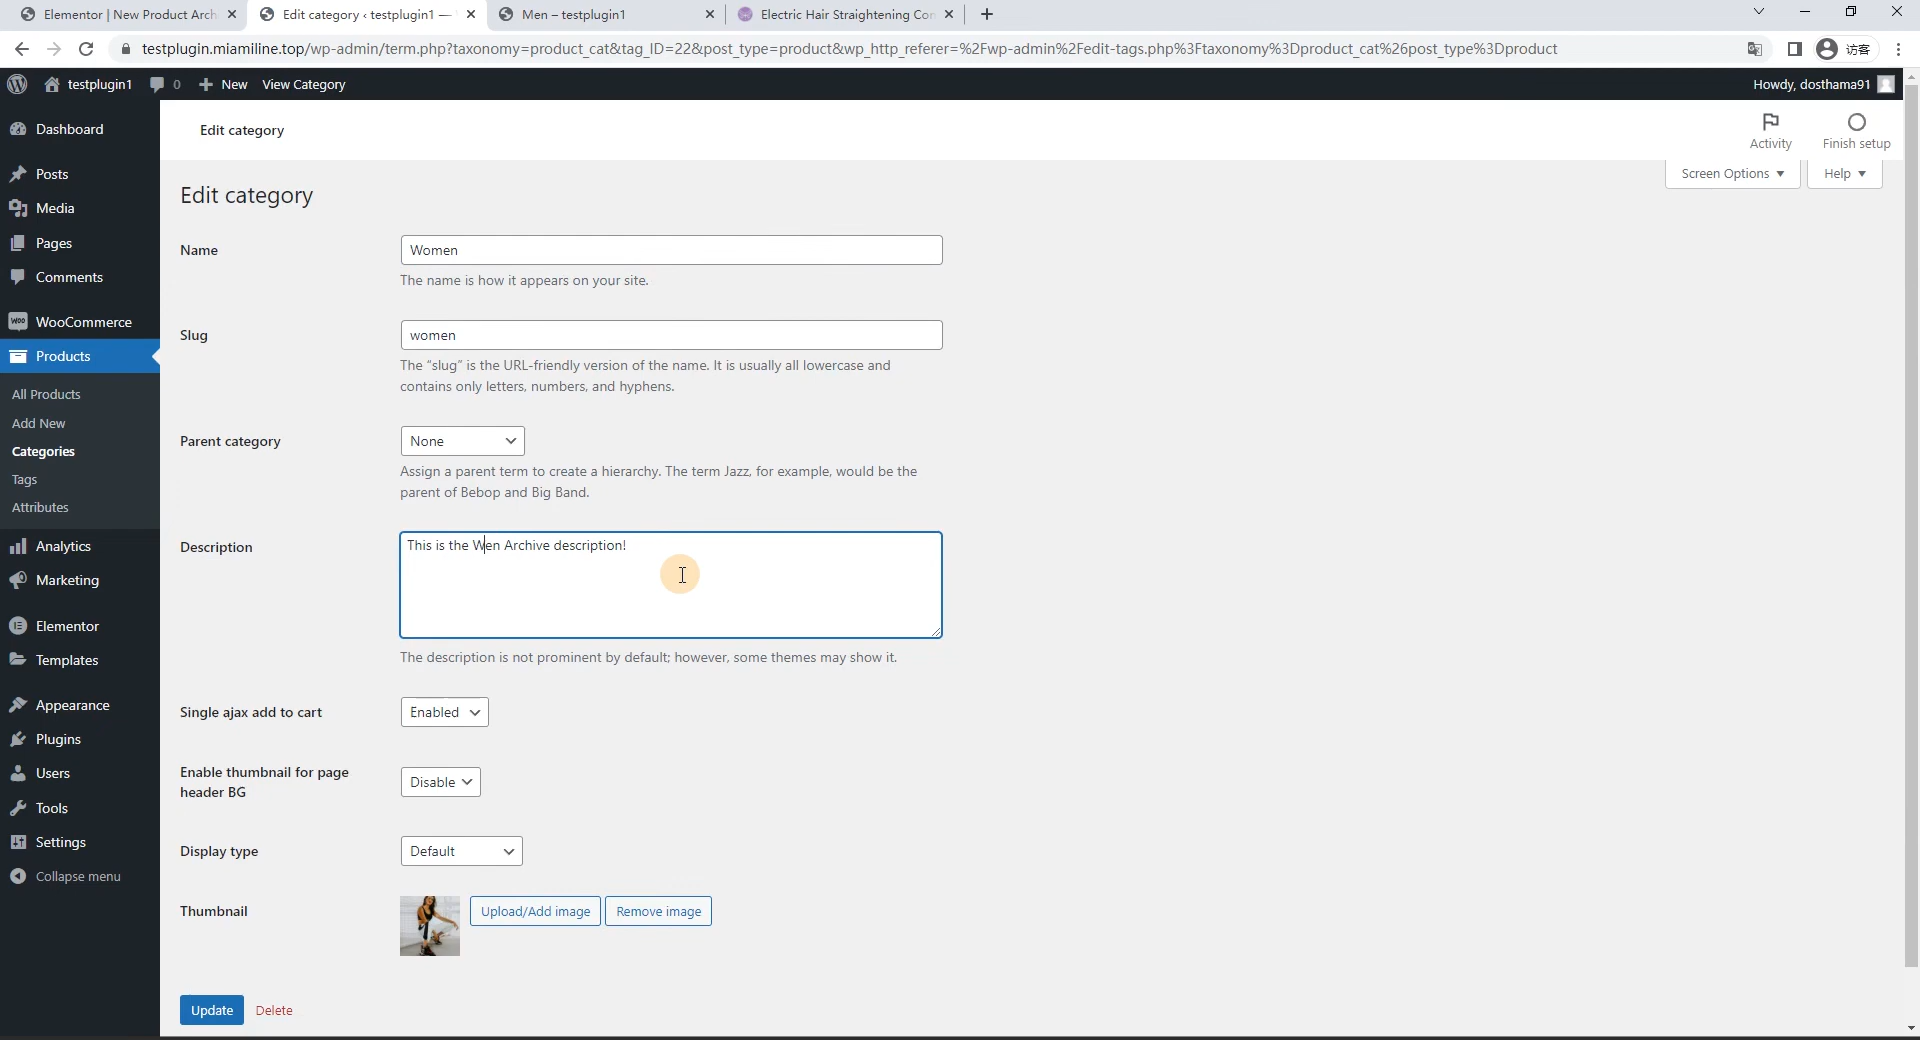 Elementor | New Product Arch
Edit category ‹ testplugin1 —
Men – testplugin1
Electric Hair Straightening Con
testplugin.miamiline.top/wp-admin/term.php?taxonomy=product_cat&tag_ID=22&post_type=product&wp_http_referer=%2Fwp-admin%2Fedit-tags.php%3Ftaxonomy%3Dproduct_cat%26post_type%3Dproduct
访客
testplugin1
0
New
View Category
Howdy, dosthama91
Dashboard
Posts
Media
Pages
Comments
WooCommerce
Products
All Products
Add New
Categories
Tags
Attributes
Analytics
Marketing
Elementor
Templates
Appearance
Plugins
Users
Tools
Settings
Collapse menu
Edit category
Activity
Finish setup
Screen Options
Help
Edit category
Name
Women
The name is how it appears on your site.
Slug
women
The “slug” is the URL-friendly version of the name. It is usually all lowercase and
contains only letters, numbers, and hyphens.
Parent category
None
Assign a parent term to create a hierarchy. The term Jazz, for example, would be the
parent of Bebop and Big Band.
Description
This is the Wen Archive description!
The description is not prominent by default; however, some themes may show it.
Single ajax add to cart
Enabled
Enable thumbnail for page
header BG
Disable
Display type
Default
Thumbnail
Upload/Add image
Remove image
Update
Delete